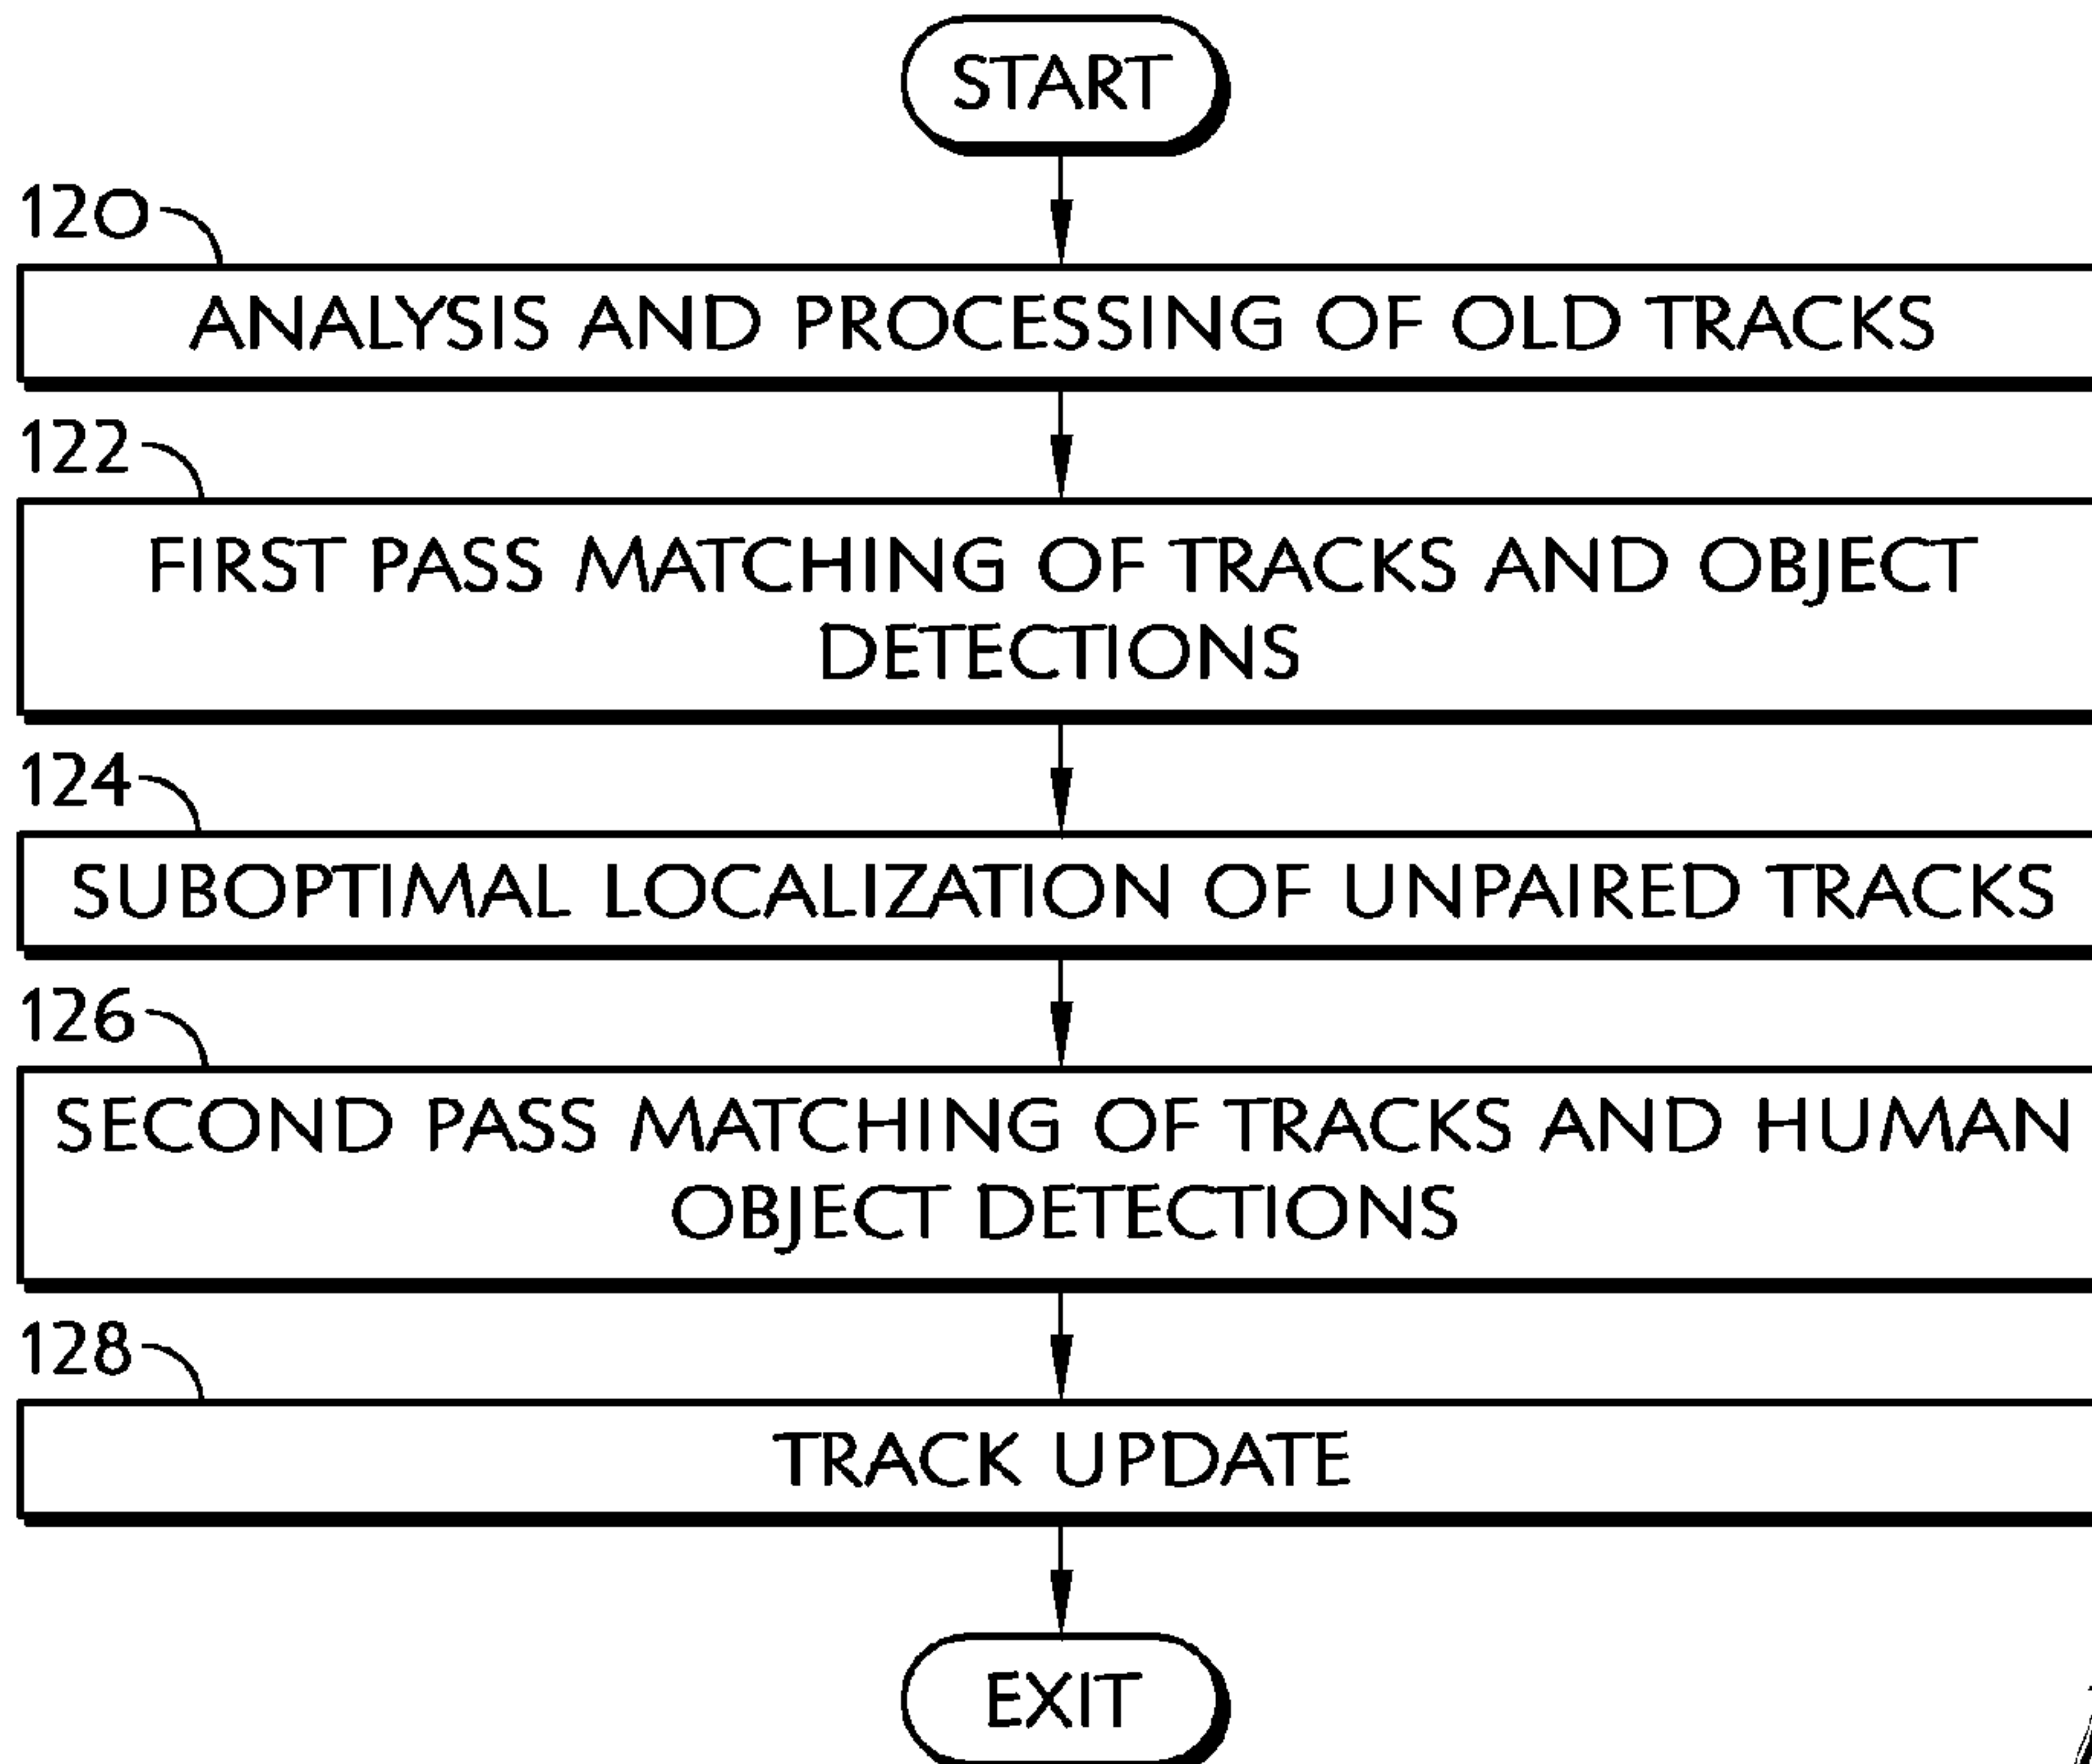 START
120
ANALYSIS AND PROCESSING OF OLD TRACKS
122
FIRST PASS MATCHING OF TRACKS AND OBJECT
DETECTIONS
124
SUBOPTIMAL LOCALIZATION OF UNPAIRED TRACKS
126
SECOND PASS MATCHING OF TRACKS AND HUMAN
OBJECT DETECTIONS
128
TRACK UPDATE
EXIT